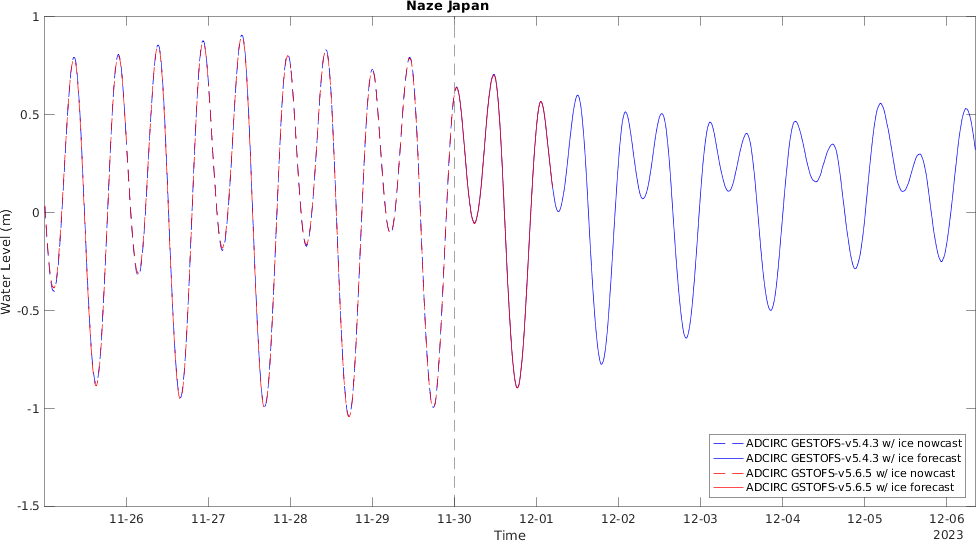 Naze Japan
1
0.5
0
-0.5
-1
-1.5
Water Level (m)
ADCIRC GESTOFS-v5.4.3 w/ ice nowcast
ADCIRC GESTOFS-v5.4.3 w/ ice forecast
ADCIRC GSTOFS-v5.6.5 w/ ice nowcast
ADCIRC GSTOFS-v5.6.5 w/ ice forecast
11-26 11-27 11-28 11-29 11-30 12-01 12-02 12-03 12-04 12-05 12-06
Time 2023